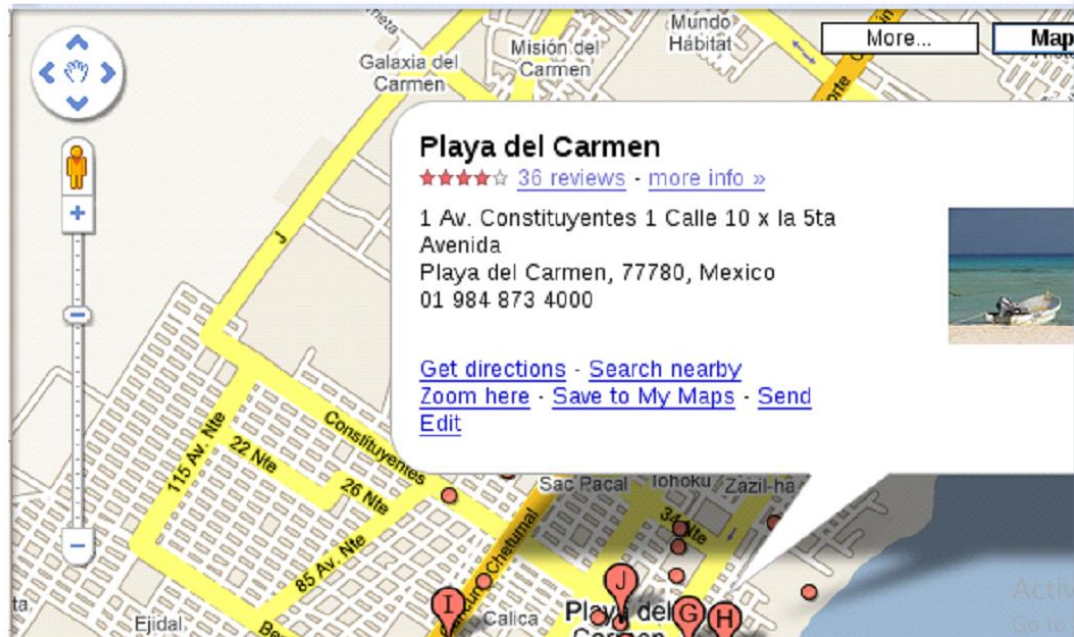 Mundo
Hábitat
More...
Map
Misión del
Carmen
Galaxia del
Carmen
Playa del Carmen
36 reviews - more info »
1 Av. Constituyentes 1 Calle 10 x la 5ta
Avenida
Playa del Carmen, 77780, Mexico
01 984 873 4000
Get directions - Search nearby
Zoom here - Save to My Maps - Send
Edit
J
Constituyentes
115 Av. Nte
22 Nte
26 Nte
85 Av. Nte
Sac Pacal
Tohoku
Zazil-ha
34 Nte
Chetumal
I
J
G
H
Ejidal
Calica
Playa del
Carmen